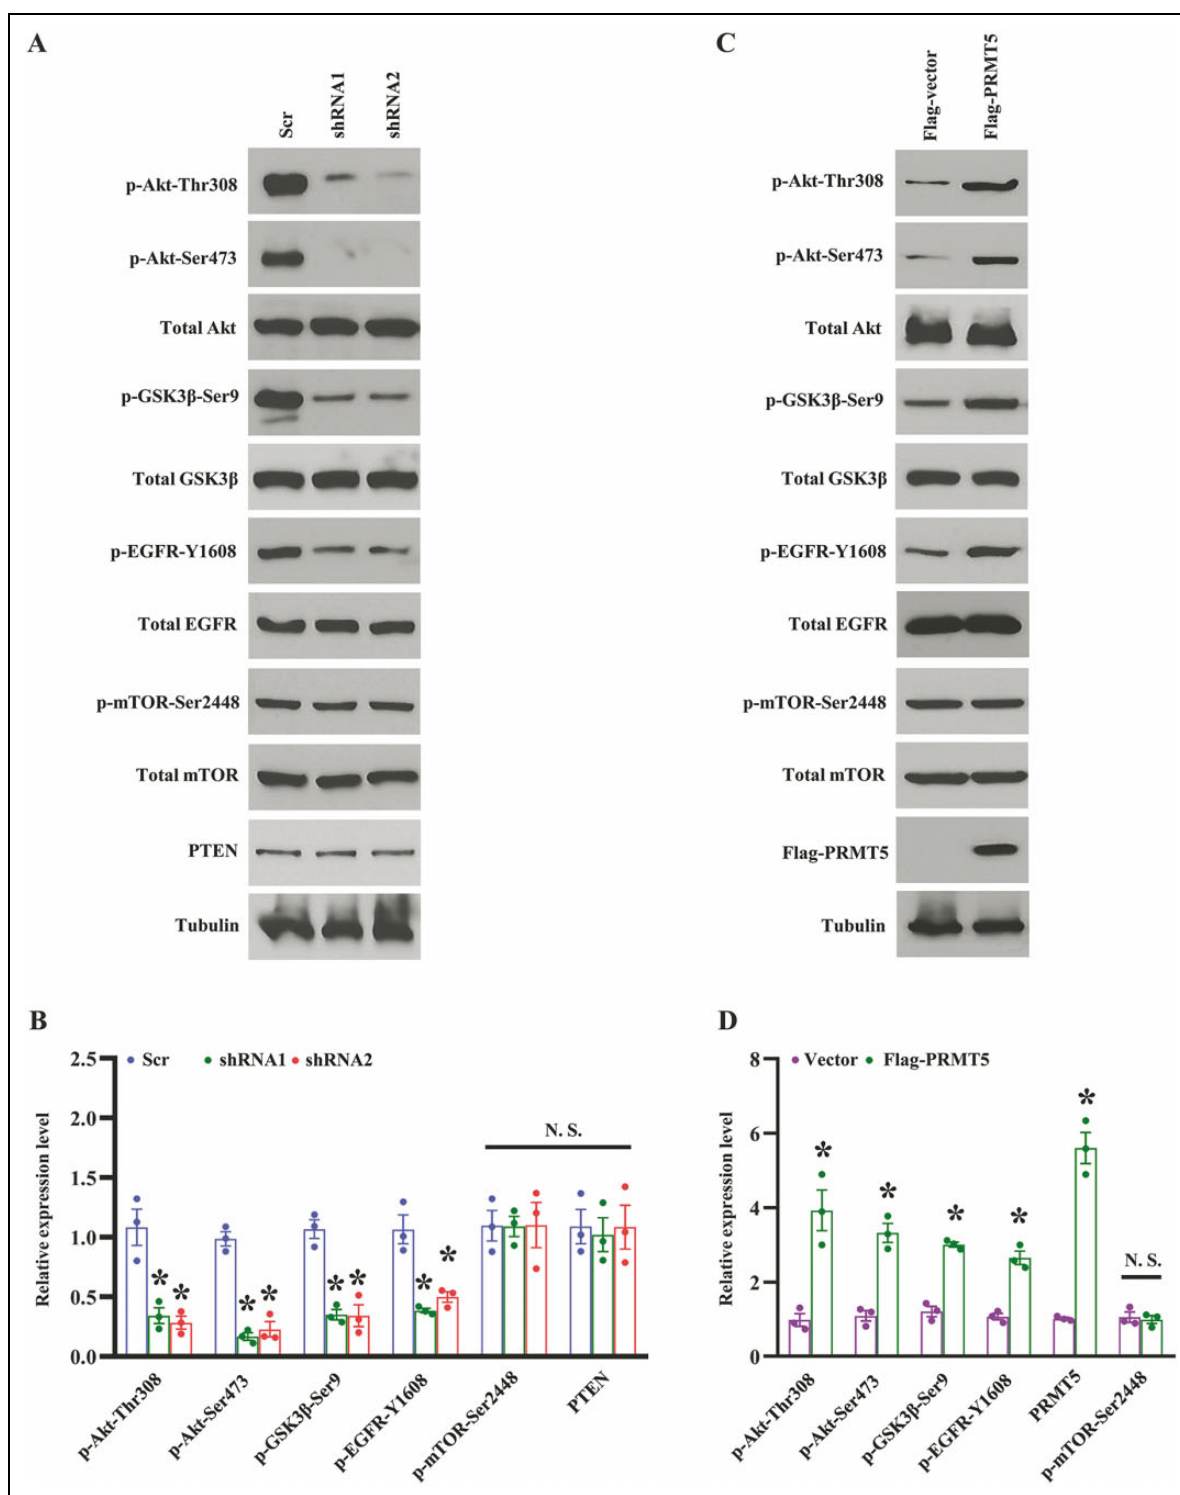 A
Scr
shRNA1
shRNA2
p-Akt-Thr308
p-Akt-Ser473
Total Akt
p-GSK3β-Ser9
Total GSK3β
p-EGFR-Y1608
Total EGFR
p-mTOR-Ser2448
Total mTOR
PTEN
Tubulin
C
Flag-vector
Flag-PRMT5
p-Akt-Thr308
p-Akt-Ser473
Total Akt
p-GSK3β-Ser9
Total GSK3β
p-EGFR-Y1608
Total EGFR
p-mTOR-Ser2448
Total mTOR
Flag-PRMT5
Tubulin
B
Relative expression level
2.5
2.0
1.5
1.0
0.5
0.0
Scr
shRNA1
shRNA2
* * * * * * * *
N. S.
p-Akt-Thr308
p-Akt-Ser473
p-GSK3β-Ser9
p-EGFR-Y1608
p-mTOR-Ser2448
PTEN
D
Relative expression level
8
6
4
2
0
Vector
Flag-PRMT5
* * * * *
N. S.
p-Akt-Thr308
p-Akt-Ser473
p-GSK3β-Ser9
p-EGFR-Y1608
PRMT5
p-mTOR-Ser2448